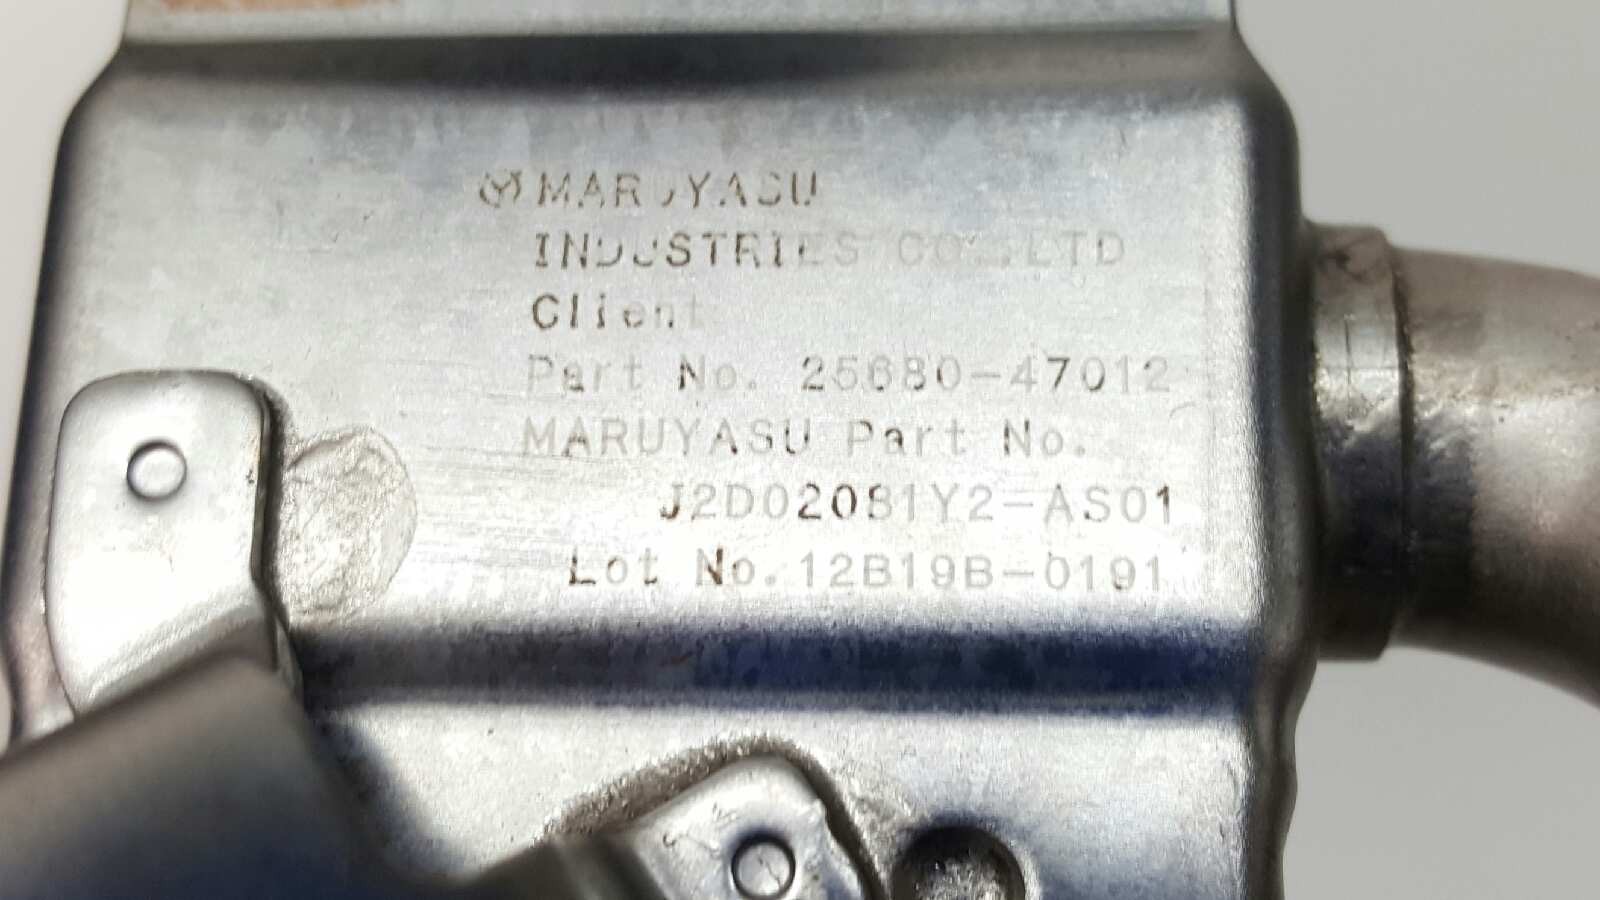 MARUYASU
INDUSTRIES CO.,LTD
Client
Part No. 25680-47012
MARUYASU Part No.
J2D02081Y2-AS01
Lot No. 12B19B-0191